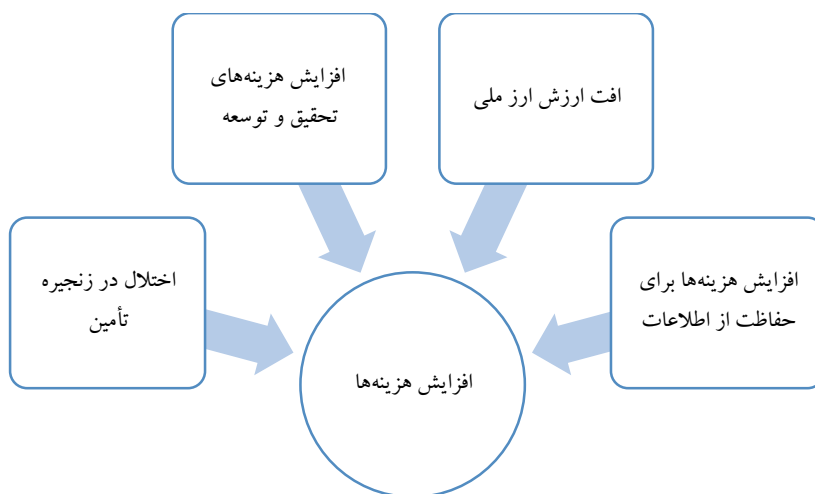 افت ارزش ارز ملی
افزایش هزینه‌های
تحقیق و توسعه
افزایش هزینه‌ها برای
حفاظت از اطلاعات
اختلال در زنجیره
تأمین
افزایش هزینه‌ها